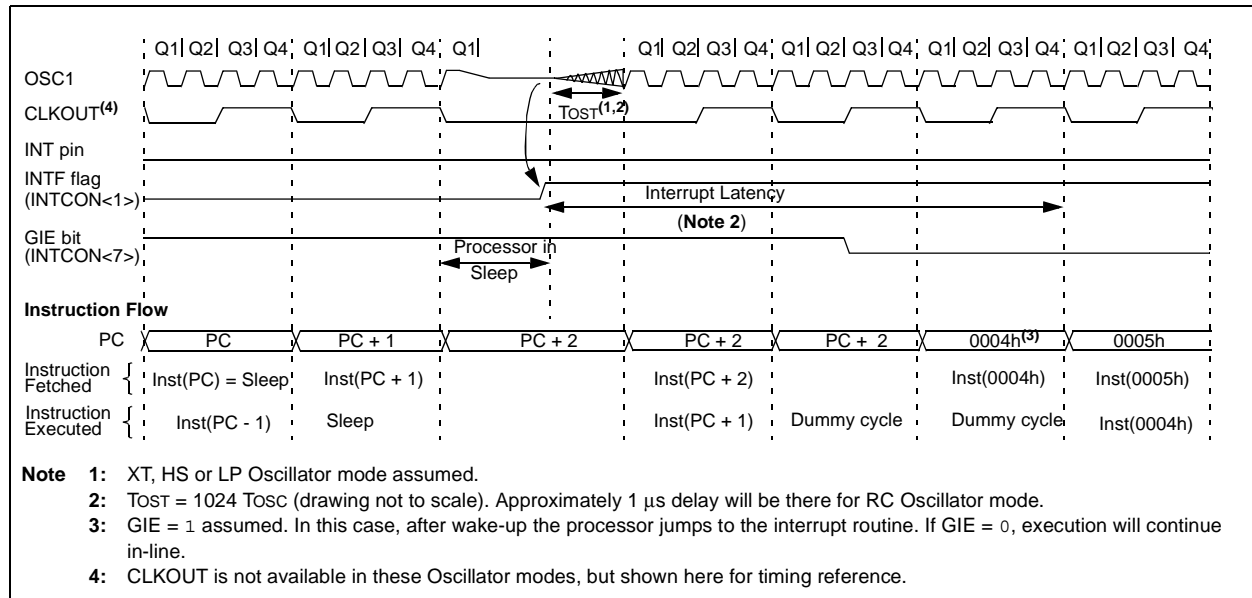 Q1 Q2 Q3 Q4 Q1 Q2 Q3 Q4 Q1 Q1 Q2 Q3 Q4 Q1 Q2 Q3 Q4 Q1 Q2 Q3 Q4 Q1 Q2 Q3 Q4
OSC1
CLKOUT(4) TOST(1,2)
INT pin
INTF flag
(INTCON<1>) Interrupt Latency
(Note 2)
GIE bit
(INTCON<7>) Processor in
Sleep
Instruction Flow
PC PC PC + 1 PC + 2 PC + 2 PC + 2 0004h(3) 0005h
Instruction
Fetched { Inst(PC) = Sleep Inst(PC + 1) Inst(PC + 2) Inst(0004h) Inst(0005h)
Instruction
Executed { Inst(PC - 1) Sleep Inst(PC + 1) Dummy cycle Dummy cycle Inst(0004h)
Note 1: XT, HS or LP Oscillator mode assumed.
2: TOST = 1024 TOSC (drawing not to scale). Approximately 1 μs delay will be there for RC Oscillator mode.
3: GIE = 1 assumed. In this case, after wake-up the processor jumps to the interrupt routine. If GIE = 0, execution will continue
in-line.
4: CLKOUT is not available in these Oscillator modes, but shown here for timing reference.